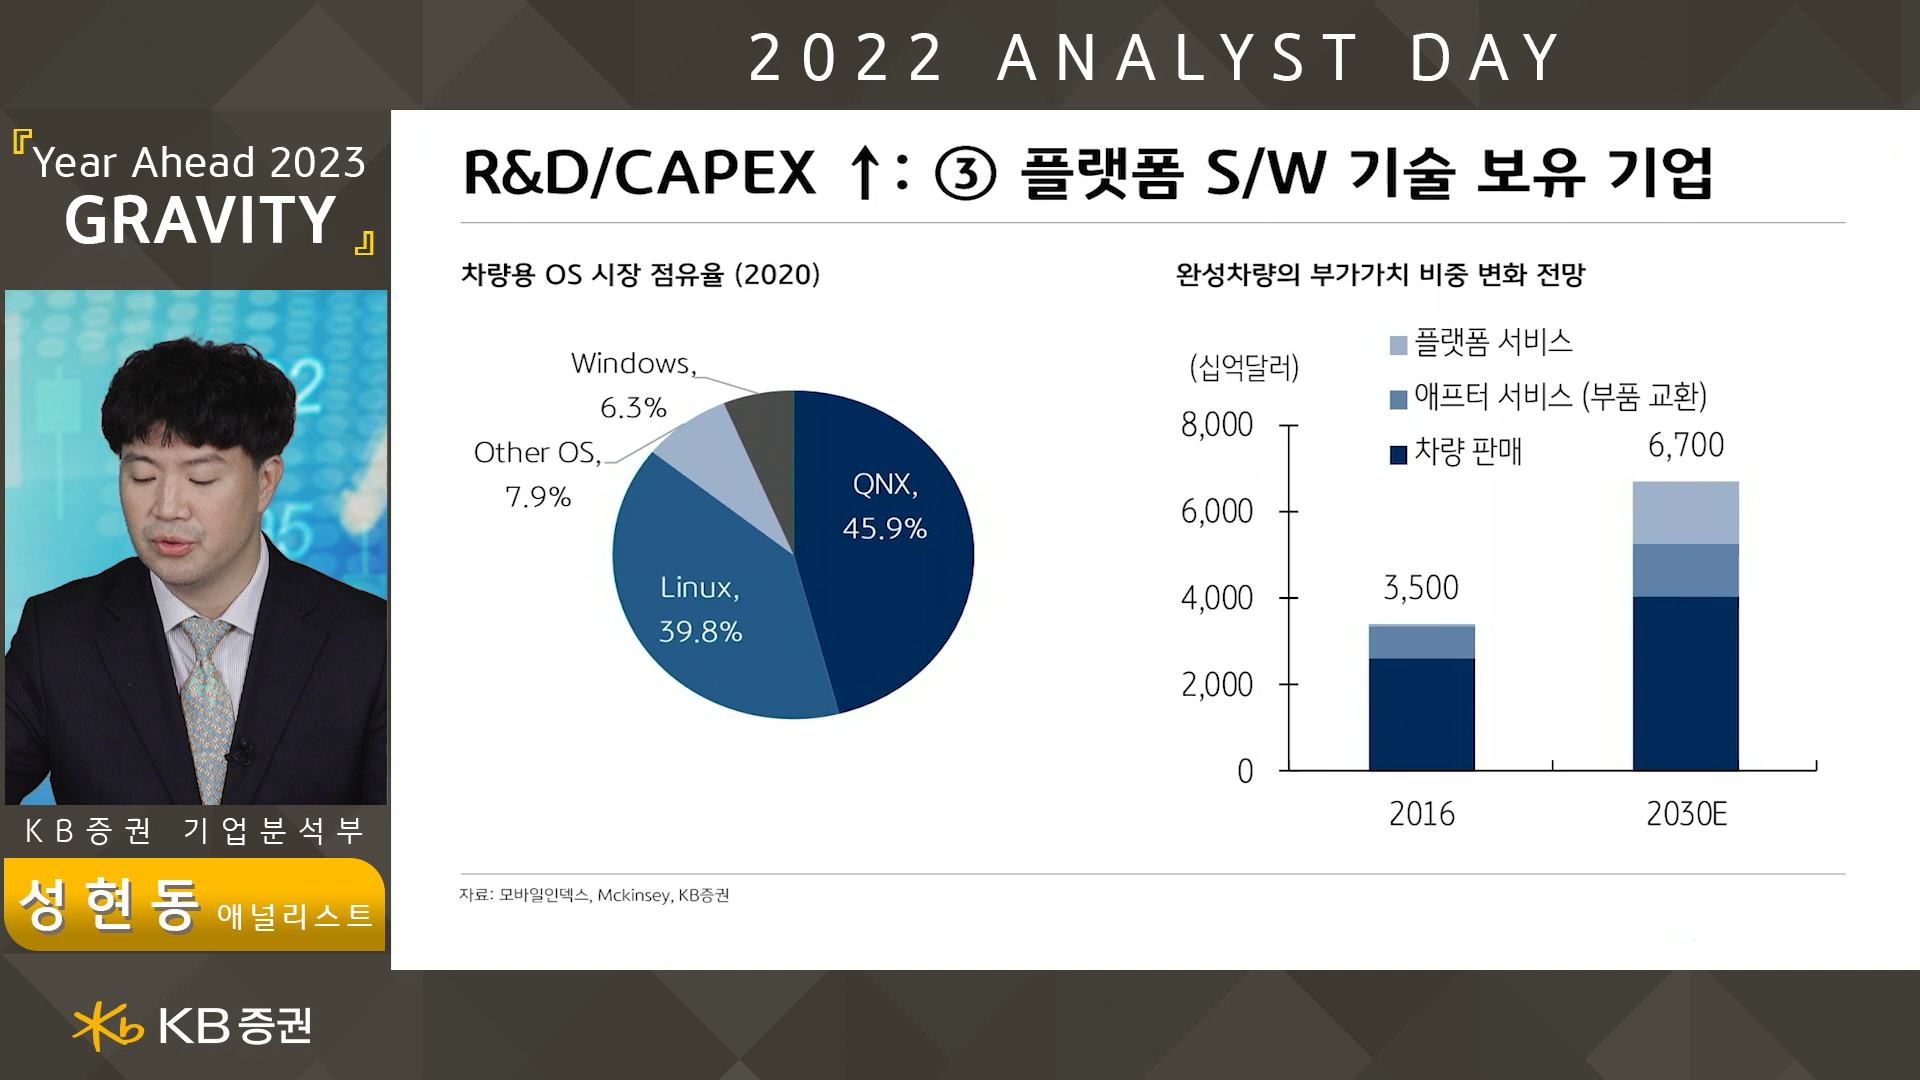 2022 ANALYST DAY
『Year Ahead 2023
GRAVITY』
KB증권 기업분석부
성현동 애널리스트
KB증권
R&D/CAPEX ↑: ③ 플랫폼 S/W 기술 보유 기업
차량용 OS 시장 점유율 (2020)
Windows,
6.3%
Other OS,
7.9%
QNX,
45.9%
Linux,
39.8%
완성차량의 부가가치 비중 변화 전망
(십억달러)
플랫폼 서비스
애프터 서비스 (부품 교환)
차량 판매
8,000
6,000
4,000
2,000
0
3,500
6,700
2016
2030E
자료: 모바일인덱스, Mckinsey, KB증권